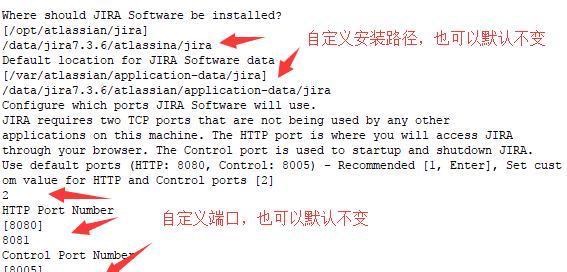 Where should JIRA Software be installed?
[/opt/atlassian/jira]
/data/jira7.3.6/atlassina/jira
自定义安装路径，也可以默认不变
Default location for JIRA Software data
[/var/atlassian/application-data/jira]
/data/jira7.3.6/atlassian/application-data/jira
Configure which ports JIRA Software will use.
JIRA requires two TCP ports that are not being used by any other
applications on this machine. The HTTP port is where you will access JIRA
through your browser. The Control port is used to startup and shutdown JIRA.
Use default ports (HTTP: 8080, Control: 8005) - Recommended [1, Enter], Set cust
om value for HTTP and Control ports [2]
2
HTTP Port Number
自定义端口，也可以默认不变
[8080]
8081
Control Port Number
[8005]